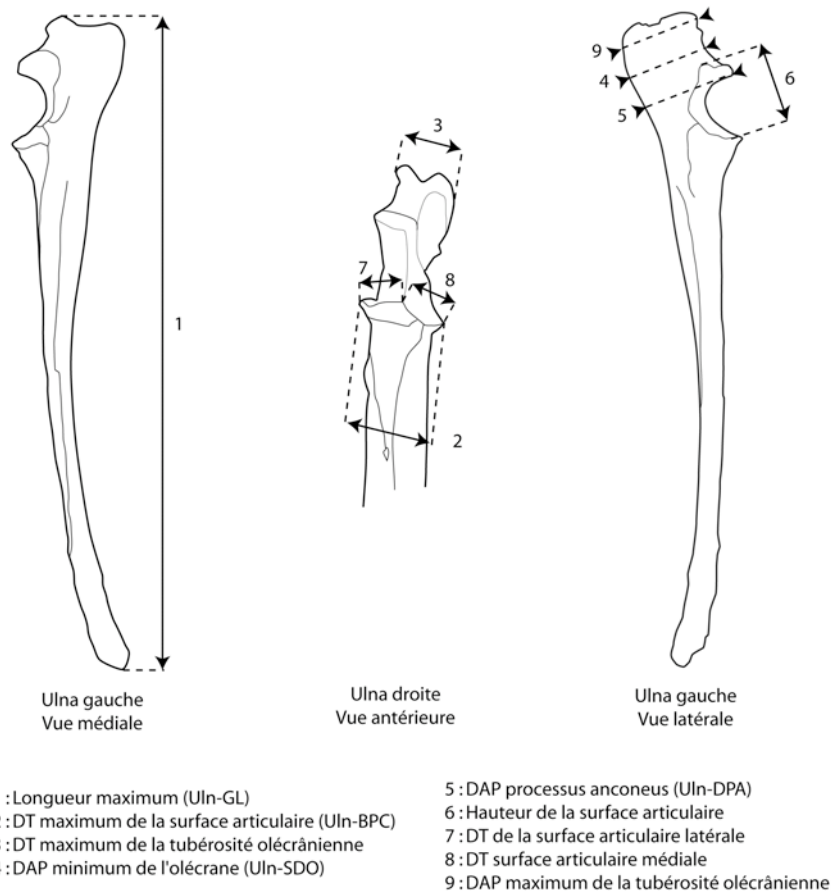 1
3
7
8
2
9
4
5
6
Ulna gauche
Vue médiale
Ulna droite
Vue antérieure
Ulna gauche
Vue latérale
: Longueur maximum (Uln-GL)
: DT maximum de la surface articulaire (Uln-BPC)
: DT maximum de la tubérosité olécrânienne
: DAP minimum de l'olécrane (Uln-SDO)
5 : DAP processus anconeus (Uln-DPA)
6 : Hauteur de la surface articulaire
7 : DT de la surface articulaire latérale
8 : DT surface articulaire médiale
9 : DAP maximum de la tubérosité olécrânienne